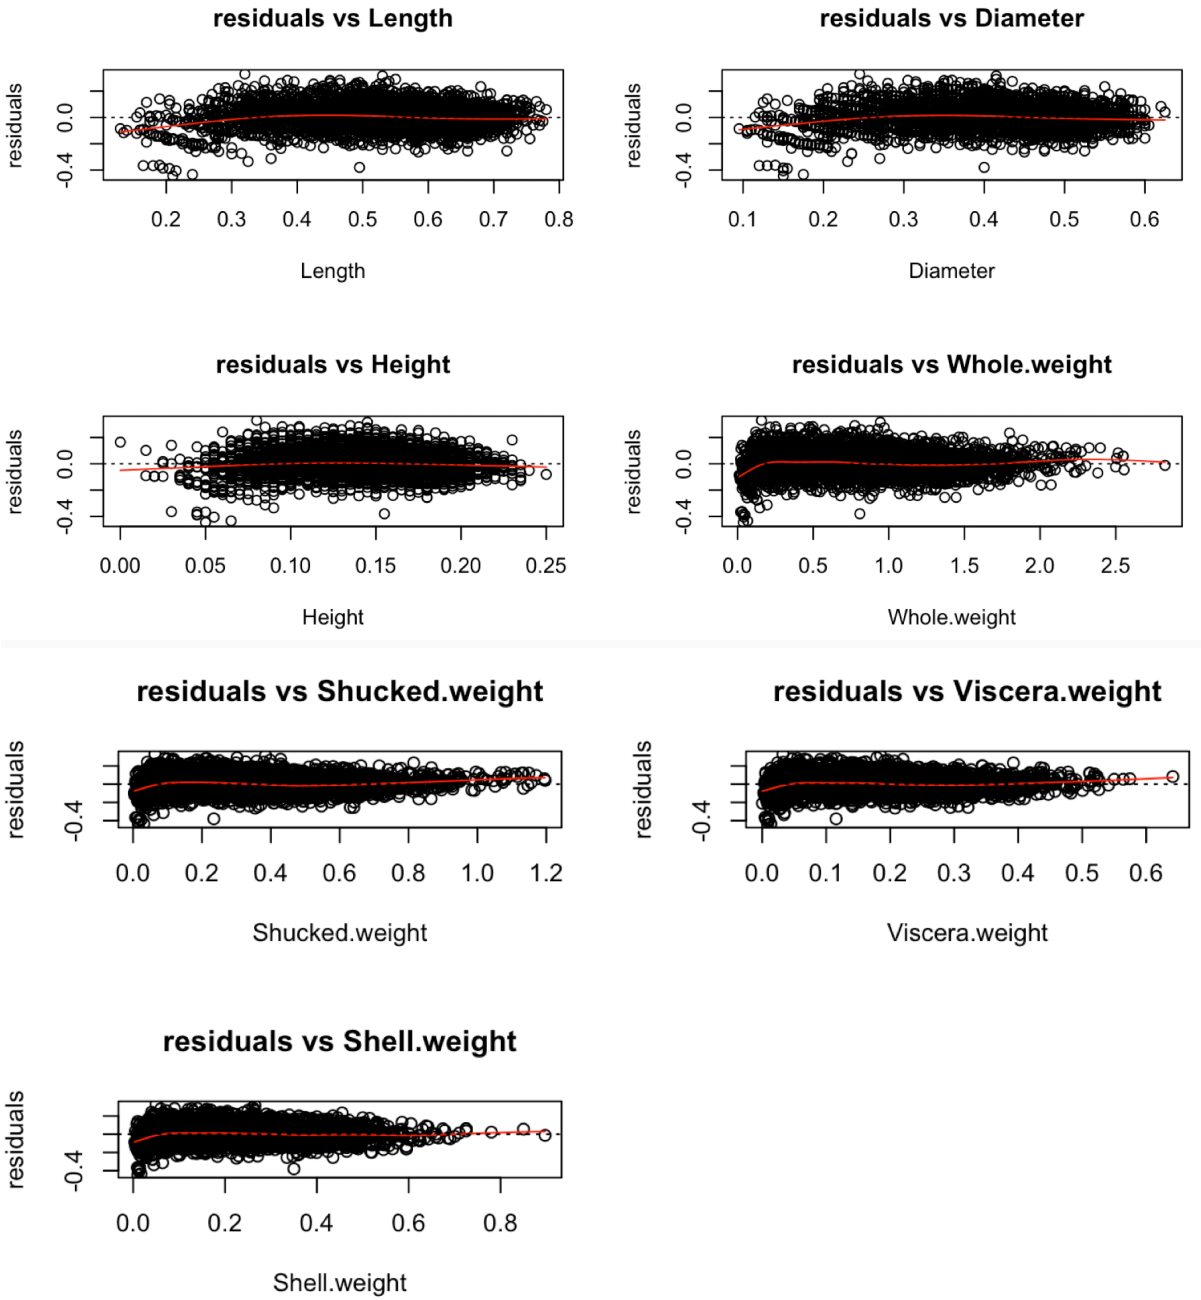 residuals vs Length
residuals
0.0
-0.4
0.2 0.3 0.4 0.5 0.6 0.7 0.8
Length
residuals vs Diameter
residuals
0.0
-0.4
0.1 0.2 0.3 0.4 0.5 0.6
Diameter
residuals vs Height
residuals
0.0
-0.4
0.00 0.05 0.10 0.15 0.20 0.25
Height
residuals vs Whole.weight
residuals
0.0
-0.4
0.0 0.5 1.0 1.5 2.0 2.5
Whole.weight
residuals vs Shucked.weight
residuals
-0.4
0.0 0.2 0.4 0.6 0.8 1.0 1.2
Shucked.weight
residuals vs Viscera.weight
residuals
-0.4
0.0 0.1 0.2 0.3 0.4 0.5 0.6
Viscera.weight
residuals vs Shell.weight
residuals
-0.4
0.0 0.2 0.4 0.6 0.8
Shell.weight